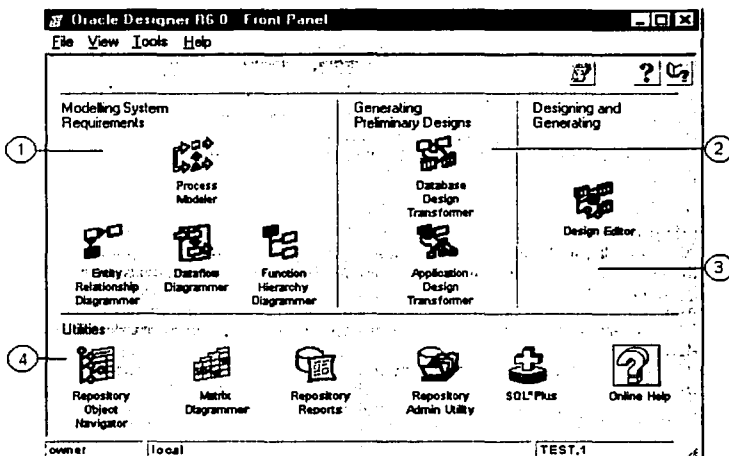 Oracle Designer R6.0 Front Panel
File View Tools Help
Modelling System
Requirements
Generating
Preliminary Designs
Designing and
Generating
1
2
Process
Modeler
Database
Design
Transformer
Design Editor
3
Entity
Relationship
Diagrammer
Dataflow
Diagrammer
Function
Hierarchy
Diagrammer
Application
Design
Transformer
Utilities
4
Repository
Object
Navigator
Matrix
Diagrammer
Repository
Reports
Repository
Admin Utility
SQL*Plus
Online Help
owner local TEST,1